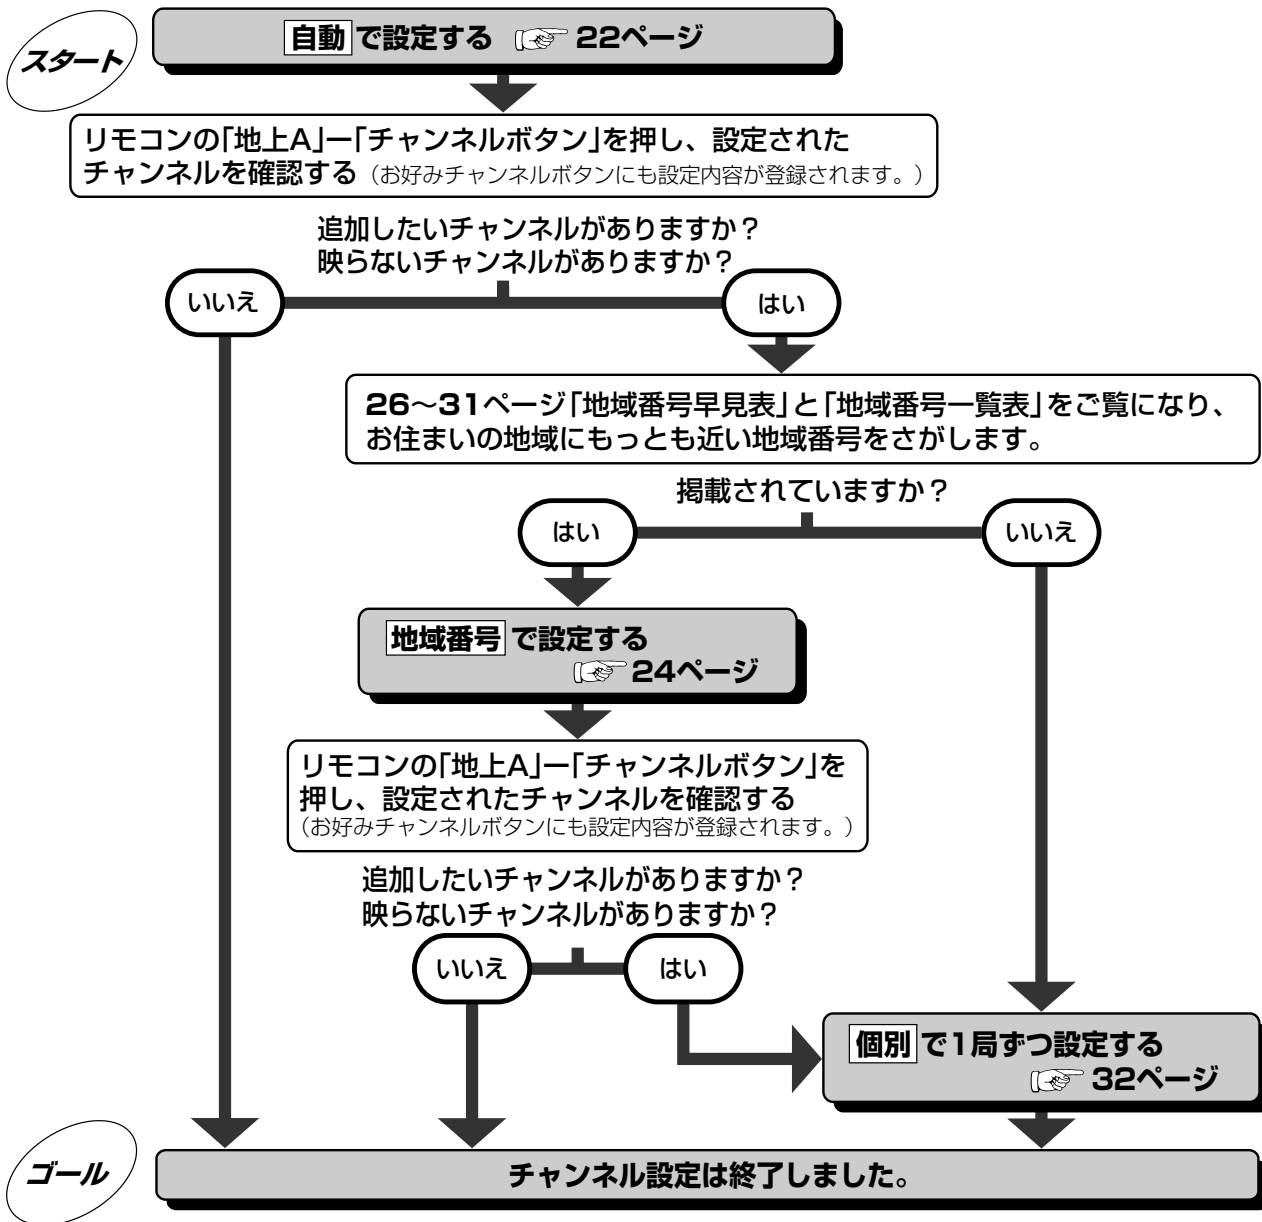 スタート
自動 で設定する ☞ 22ページ
リモコンの｢地上A｣ー｢チャンネルボタン｣を押し、設定された
チャンネルを確認する（お好みチャンネルボタンにも設定内容が登録されます。）
追加したいチャンネルがありますか？
映らないチャンネルがありますか？
いいえ
はい
26〜31ページ｢地域番号早見表｣と｢地域番号一覧表｣をご覧になり、
お住まいの地域にもっとも近い地域番号をさがします。
掲載されていますか？
はい
いいえ
地域番号 で設定する
☞ 24ページ
リモコンの｢地上A｣ー｢チャンネルボタン｣を
押し、設定されたチャンネルを確認する
（お好みチャンネルボタンにも設定内容が登録されます。）
追加したいチャンネルがありますか？
映らないチャンネルがありますか？
いいえ
はい
個別 で1局ずつ設定する
☞ 32ページ
ゴール
チャンネル設定は終了しました。